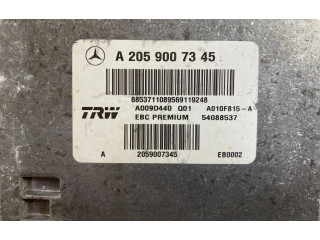 A 205 900 73 45
8853711089569119248
A009D440 Q01 A010F815-A
TRW
EBC PREMIUM 54088537
A 2059007345 EB0002